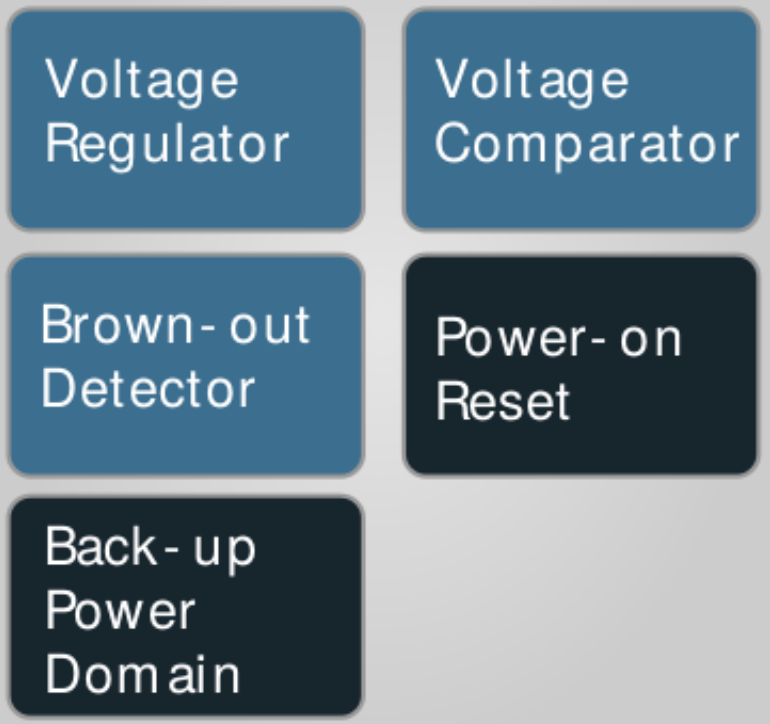 Voltage
Regulator
Voltage
Comparator
Brown-out
Detector
Power-on
Reset
Back-up
Power
Domain